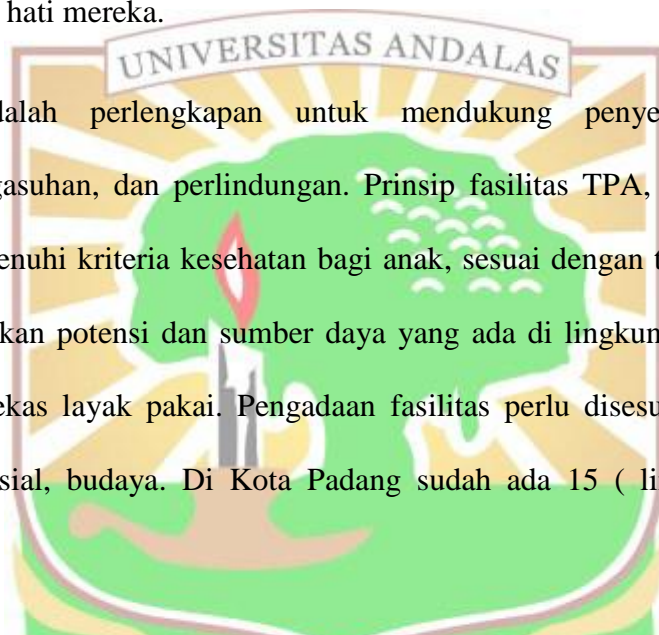 hati mereka.
UNIVERSITAS ANDALAS
dalah perlengkapan untuk mendukung penye
gasuhan, dan perlindungan. Prinsip fasilitas TPA,
enuhi kriteria kesehatan bagi anak, sesuai dengan t
kan potensi dan sumber daya yang ada di lingkun
ekas layak pakai. Pengadaan fasilitas perlu disesu
sial, budaya. Di Kota Padang sudah ada 15 ( li